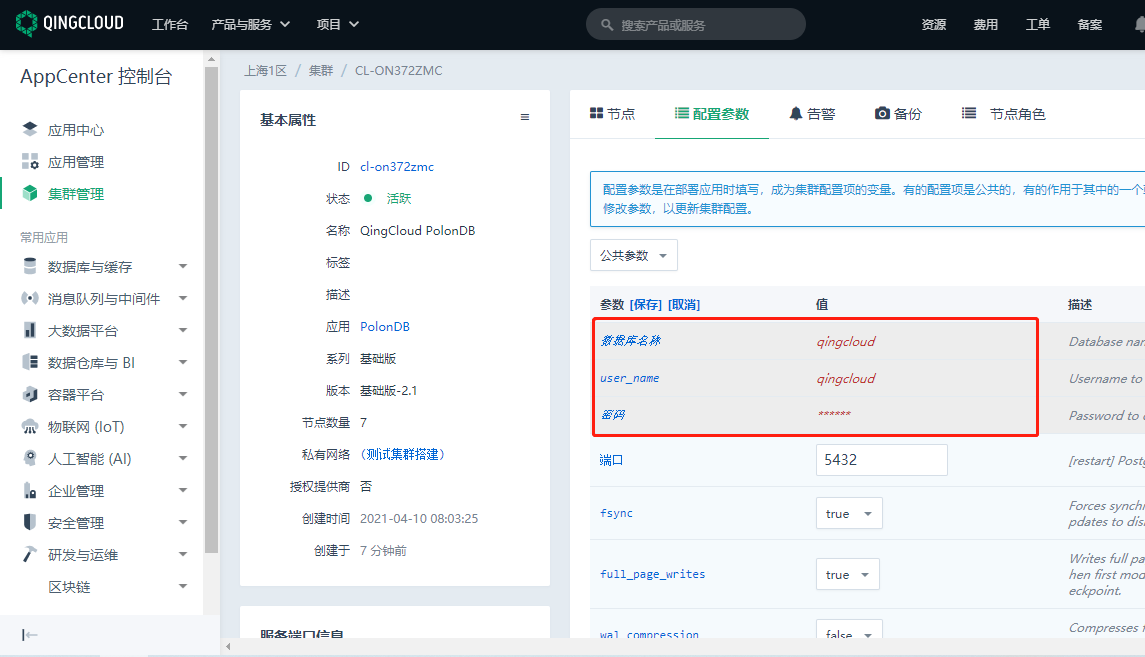 QINGCLOUD 工作台 产品与服务 项目 搜索产品或服务 资源 费用 工单 备案
AppCenter 控制台
应用中心
应用管理
集群管理
常用应用
数据库与缓存
消息队列与中间件
大数据平台
数据仓库与 BI
容器平台
物联网 (IoT)
人工智能 (AI)
企业管理
安全管理
研发与运维
区块链
上海1区 / 集群 / CL-ON372ZMC
基本属性
ID cl-on372zmc
状态 活跃
名称 QingCloud PolonDB
标签
描述
应用 PolonDB
系列 基础版
版本 基础版-2.1
节点数量 7
私有网络 (测试集群搭建)
授权提供商 否
创建时间 2021-04-10 08:03:25
创建于 7 分钟前
服务端口信息
节点 配置参数 告警 备份 节点角色
配置参数是在部署应用时填写，成为集群配置项的变量。有的配置项是公共的，有的作用于其中的一个
修改参数，以更新集群配置。
公共参数
参数 [保存] [取消] 值 描述
数据库名称 qingcloud Database nam
user_name qingcloud Username to
密码 ****** Password to
端口 5432 [restart] Post
fsync true Forces synchr
pdates to dis
full_page_writes true Writes full pa
hen first mod
eckpoint.
wal_compression false Compresses f